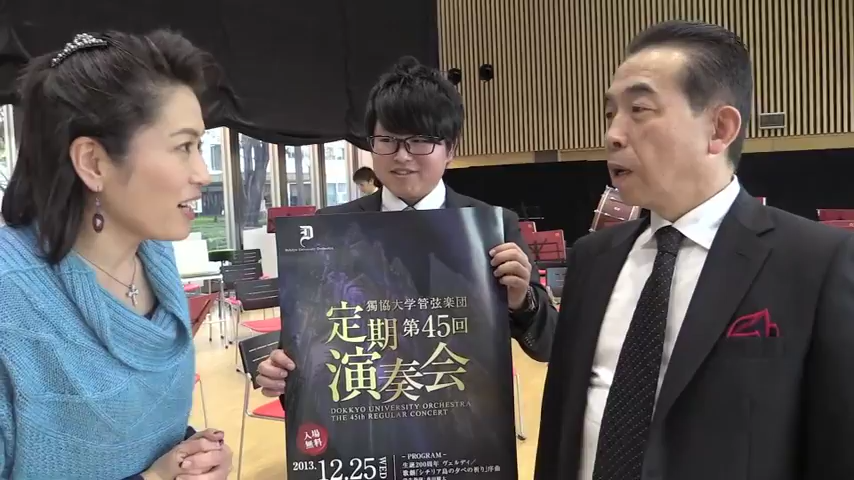 D
Dokkyo University
獨協大学管弦楽団
定期第45回
演奏会
DOKKYO UNIVERSITY ORCHESTRA
THE 45TH REGULAR CONCERT
入場
無料
2013.12.25 WED
- PROGRAM -
生誕200周年 ヴェルディ/
歌劇「シチリア島の夕べの祈り」序曲